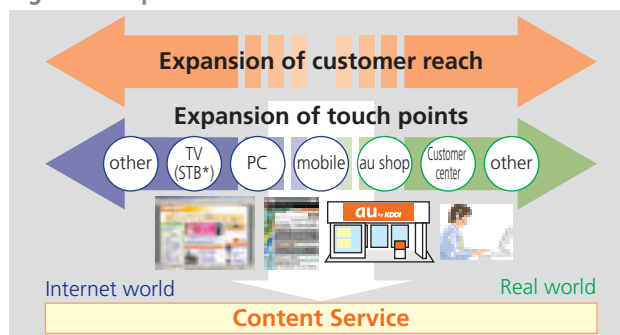 Expansion of customer reach
Expansion of touch points
other
TV
(STB*)
PC
mobile
au shop
Customer
center
other
au by KDDI
Internet world
Real world
Content Service